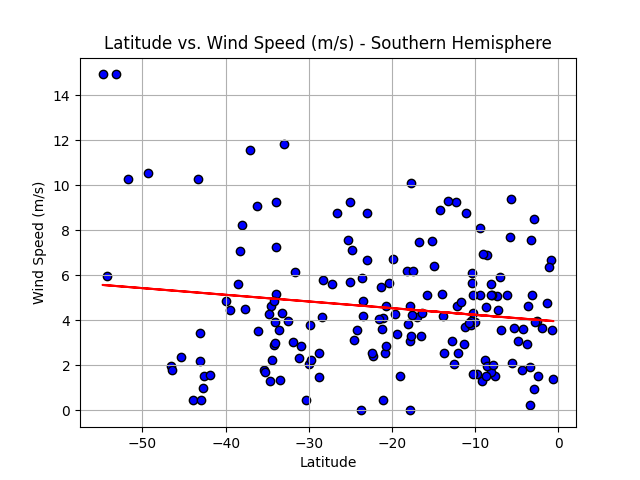 Latitude vs. Wind Speed (m/s) - Southern Hemisphere
14
12
10
8
6
4
2
0
Wind Speed (m/s)
−50 −40 −30 −20 −10 0
Latitude